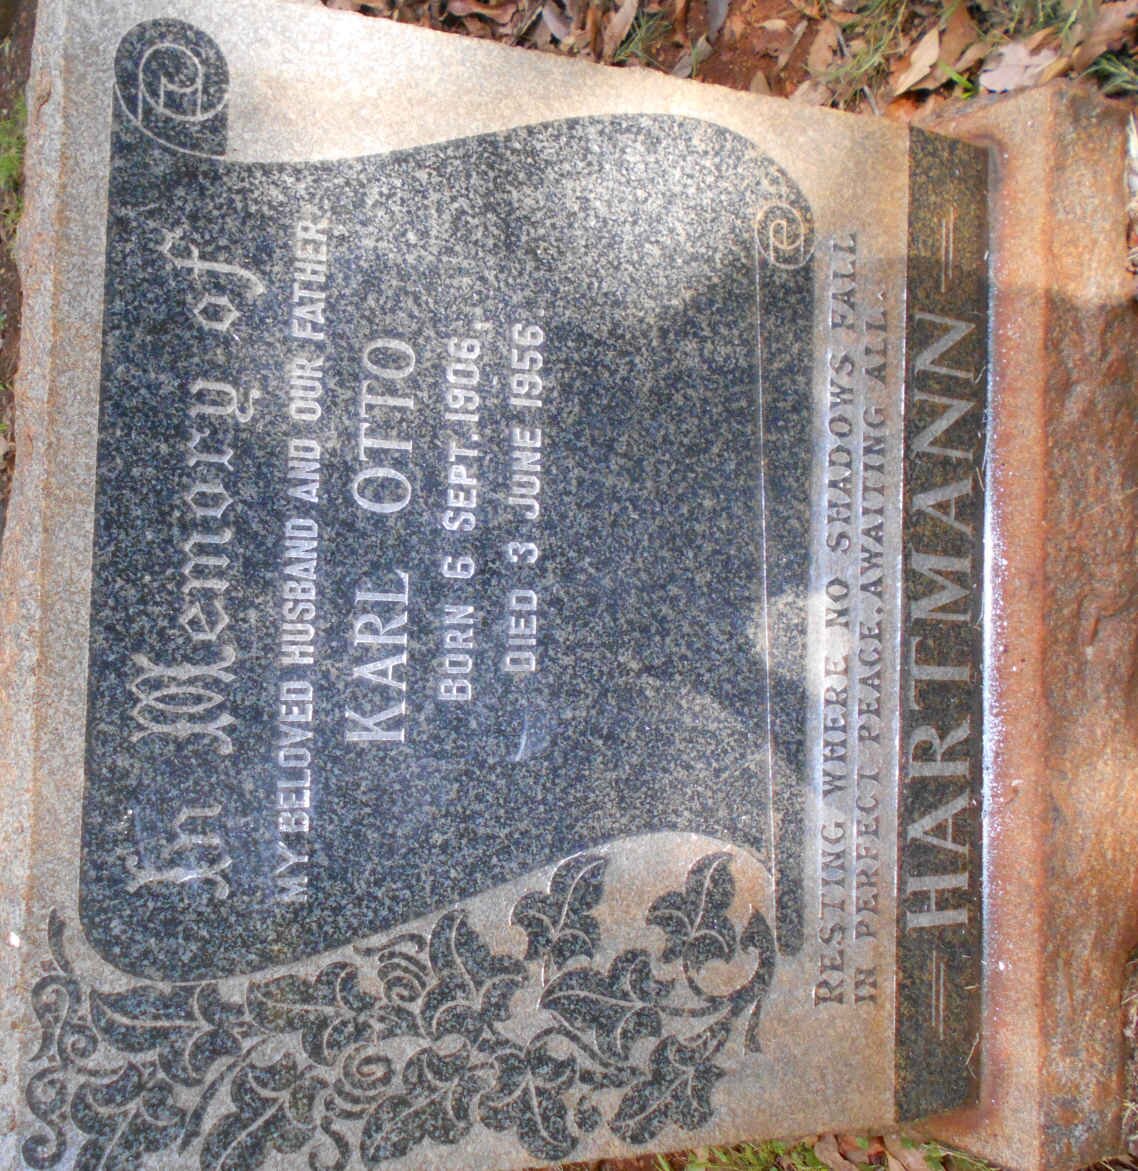 In Memory of
MY BELOVED HUSBAND AND OUR FATHER
KARL OTTO
BORN 6 SEPT. 1906.
DIED 3 JUNE 1956.
RESTING WHERE NO SHADOWS FALL
IN PERFECT PEACE, AWAITING ALL.
HARTMANN